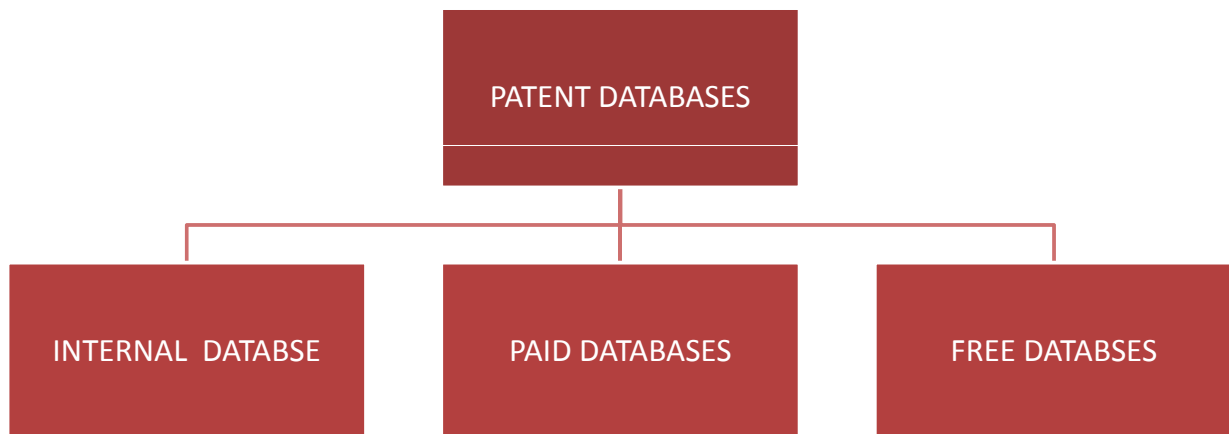 PATENT DATABASES
INTERNAL  DATABSE
PAID DATABASES
FREE DATABSES